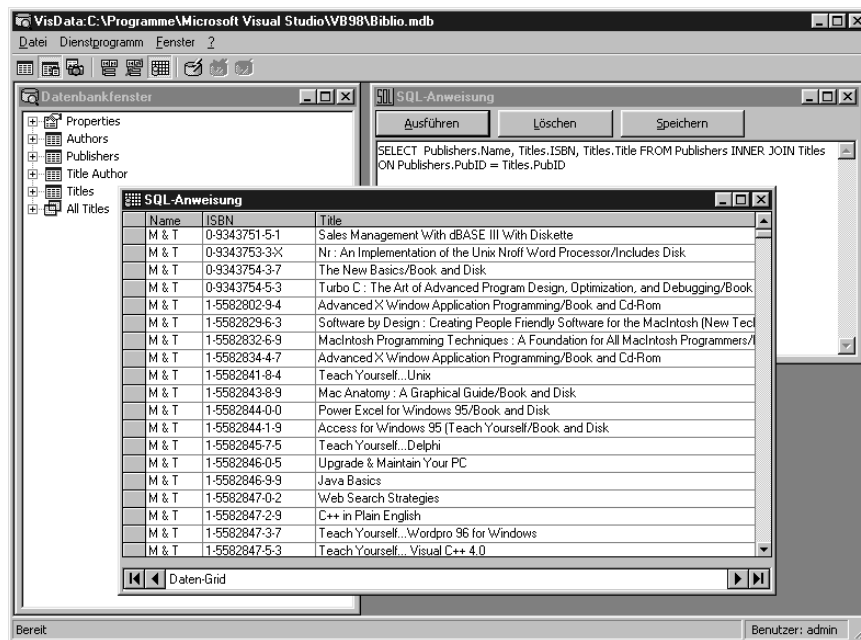 VisData:C:\Programme\Microsoft Visual Studio\VB98\Biblio.mdb
Datei Dienstprogramm Fenster ?
Datenbankfenster
Properties
Authors
Publishers
Title Author
Titles
All Titles
SQL SQL-Anweisung
Ausführen Löschen Speichern
SELECT Publishers.Name, Titles.ISBN, Titles.Title FROM Publishers INNER JOIN Titles
ON Publishers.PubID = Titles.PubID
SQL-Anweisung
Name ISBN Title
M & T 0-9343751-5-1 Sales Management With dBASE III With Diskette
M & T 0-9343753-3-X Nr : An Implementation of the Unix Nroff Word Processor/Includes Disk
M & T 0-9343754-3-7 The New Basics/Book and Disk
M & T 0-9343754-5-3 Turbo C : The Art of Advanced Program Design, Optimization, and Debugging/Book
M & T 1-5582802-9-4 Advanced X Window Application Programming/Book and Cd-Rom
M & T 1-5582829-6-3 Software by Design : Creating People Friendly Software for the MacIntosh (New Tecl
M & T 1-5582832-6-9 MacIntosh Programming Techniques : A Foundation for All MacIntosh Programmers/
M & T 1-5582834-4-7 Advanced X Window Application Programming/Book and Cd-Rom
M & T 1-5582841-8-4 Teach Yourself...Unix
M & T 1-5582843-8-9 Mac Anatomy : A Graphical Guide/Book and Disk
M & T 1-5582844-0-0 Power Excel for Windows 95/Book and Disk
M & T 1-5582844-1-9 Access for Windows 95 (Teach Yourself/Book and Disk
M & T 1-5582845-7-5 Teach Yourself...Delphi
M & T 1-5582846-0-5 Upgrade & Maintain Your PC
M & T 1-5582846-9-9 Java Basics
M & T 1-5582847-0-2 Web Search Strategies
M & T 1-5582847-2-9 C++ in Plain English
M & T 1-5582847-3-7 Teach Yourself...Wordpro 96 for Windows
M & T 1-5582847-5-3 Teach Yourself... Visual C++ 4.0
Daten-Grid
Bereit Benutzer: admin